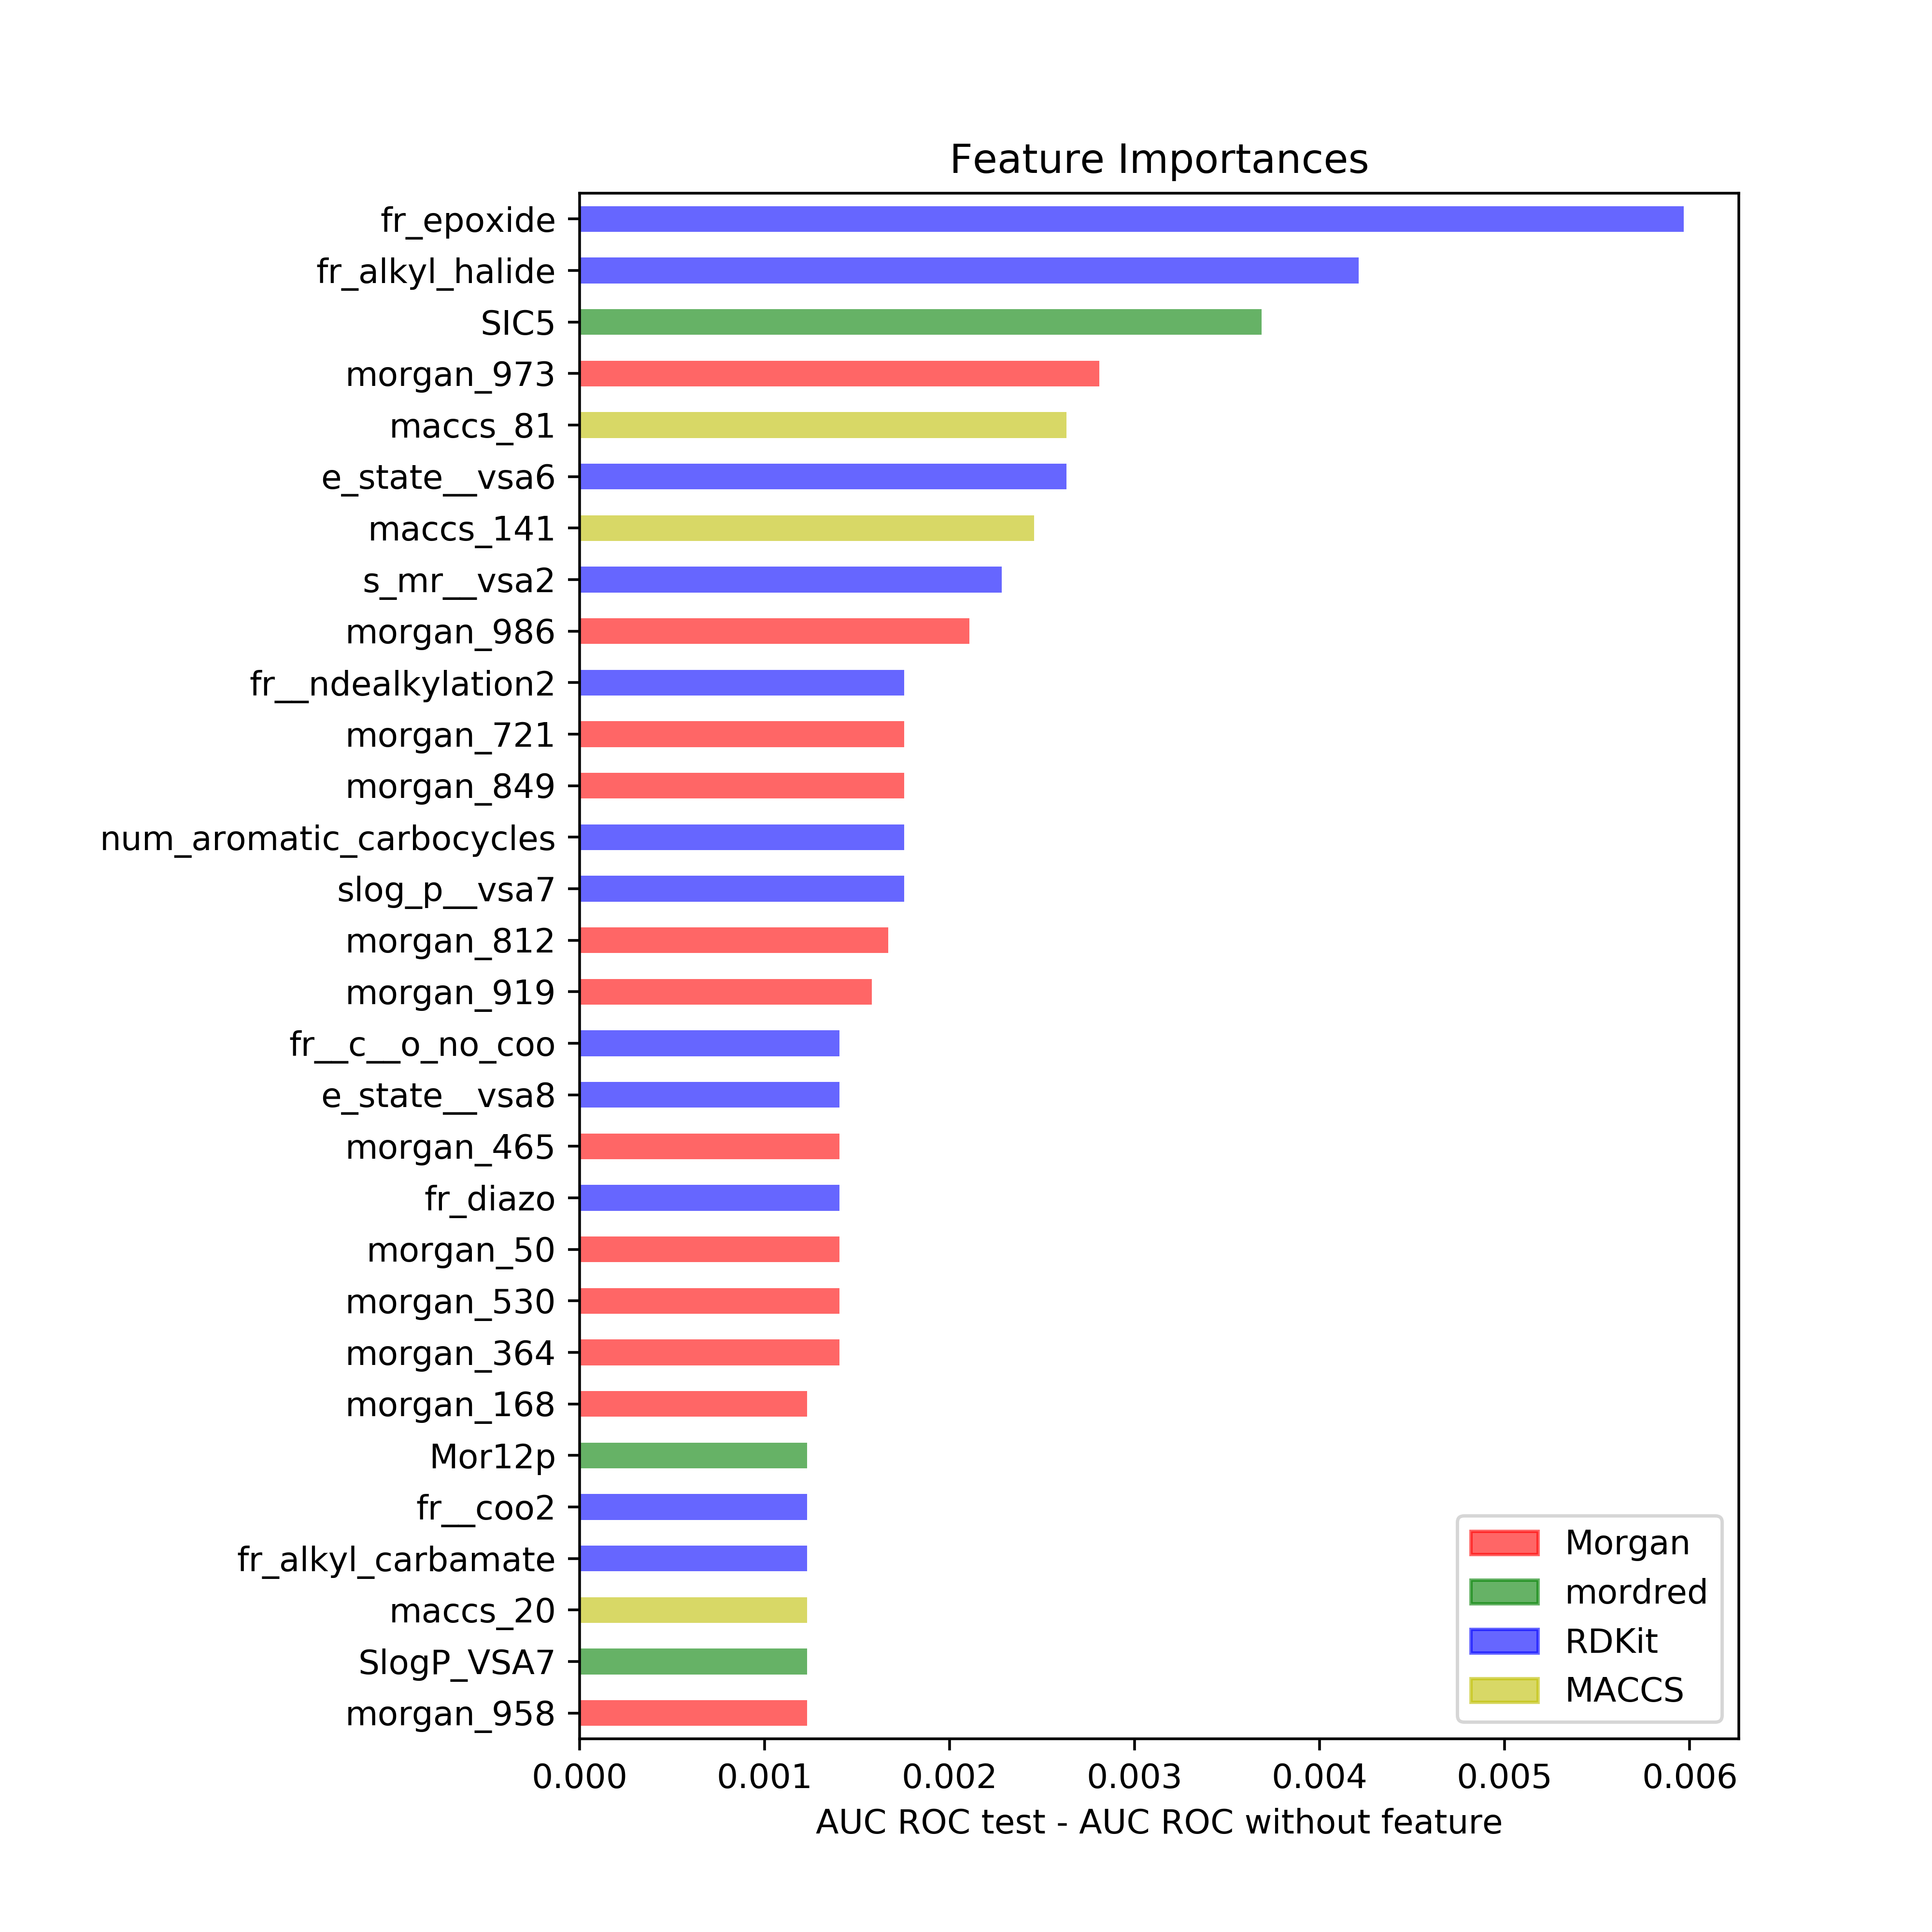 Feature Importances
fr_epoxide
fr_alkyl_halide
SIC5
morgan_973
maccs_81
e_state__vsa6
maccs_141
s_mr__vsa2
morgan_986
fr__ndealkylation2
morgan_721
morgan_849
num_aromatic_carbocycles
slog_p__vsa7
morgan_812
morgan_919
fr__c__o_no_coo
e_state__vsa8
morgan_465
fr_diazo
morgan_50
morgan_530
morgan_364
morgan_168
Mor12p
fr__coo2
fr_alkyl_carbamate
maccs_20
SlogP_VSA7
morgan_958
Morgan
mordred
RDKit
MACCS
0.000 0.001 0.002 0.003 0.004 0.005 0.006
AUC ROC test - AUC ROC without feature